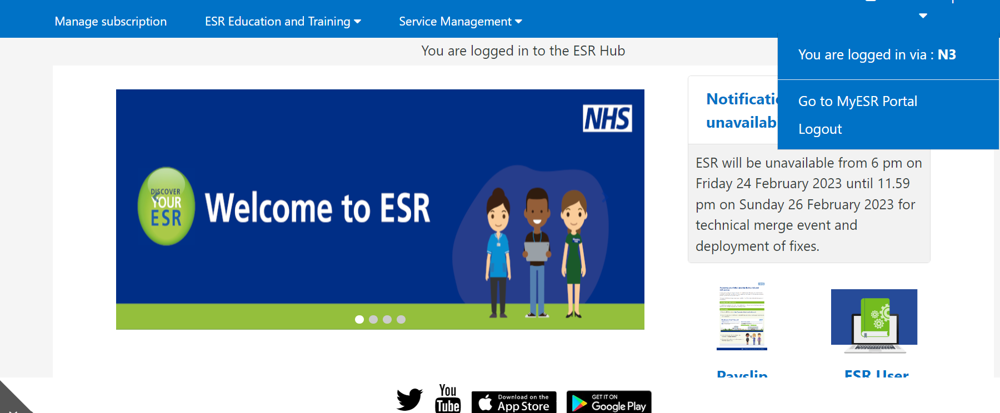 Manage subscription
ESR Education and Training
Service Management
You are logged in to the ESR Hub
You are logged in via : N3
Go to MyESR Portal
Logout
NHS
DISCOVER
YOUR
ESR
Welcome to ESR
Notificati
unavailab
ESR will be unavailable from 6 pm on
Friday 24 February 2023 until 11.59
pm on Sunday 26 February 2023 for
technical merge event and
deployment of fixes.
Payslip
ESR User
You
Tube
Download on the
App Store
GET IT ON
Google Play